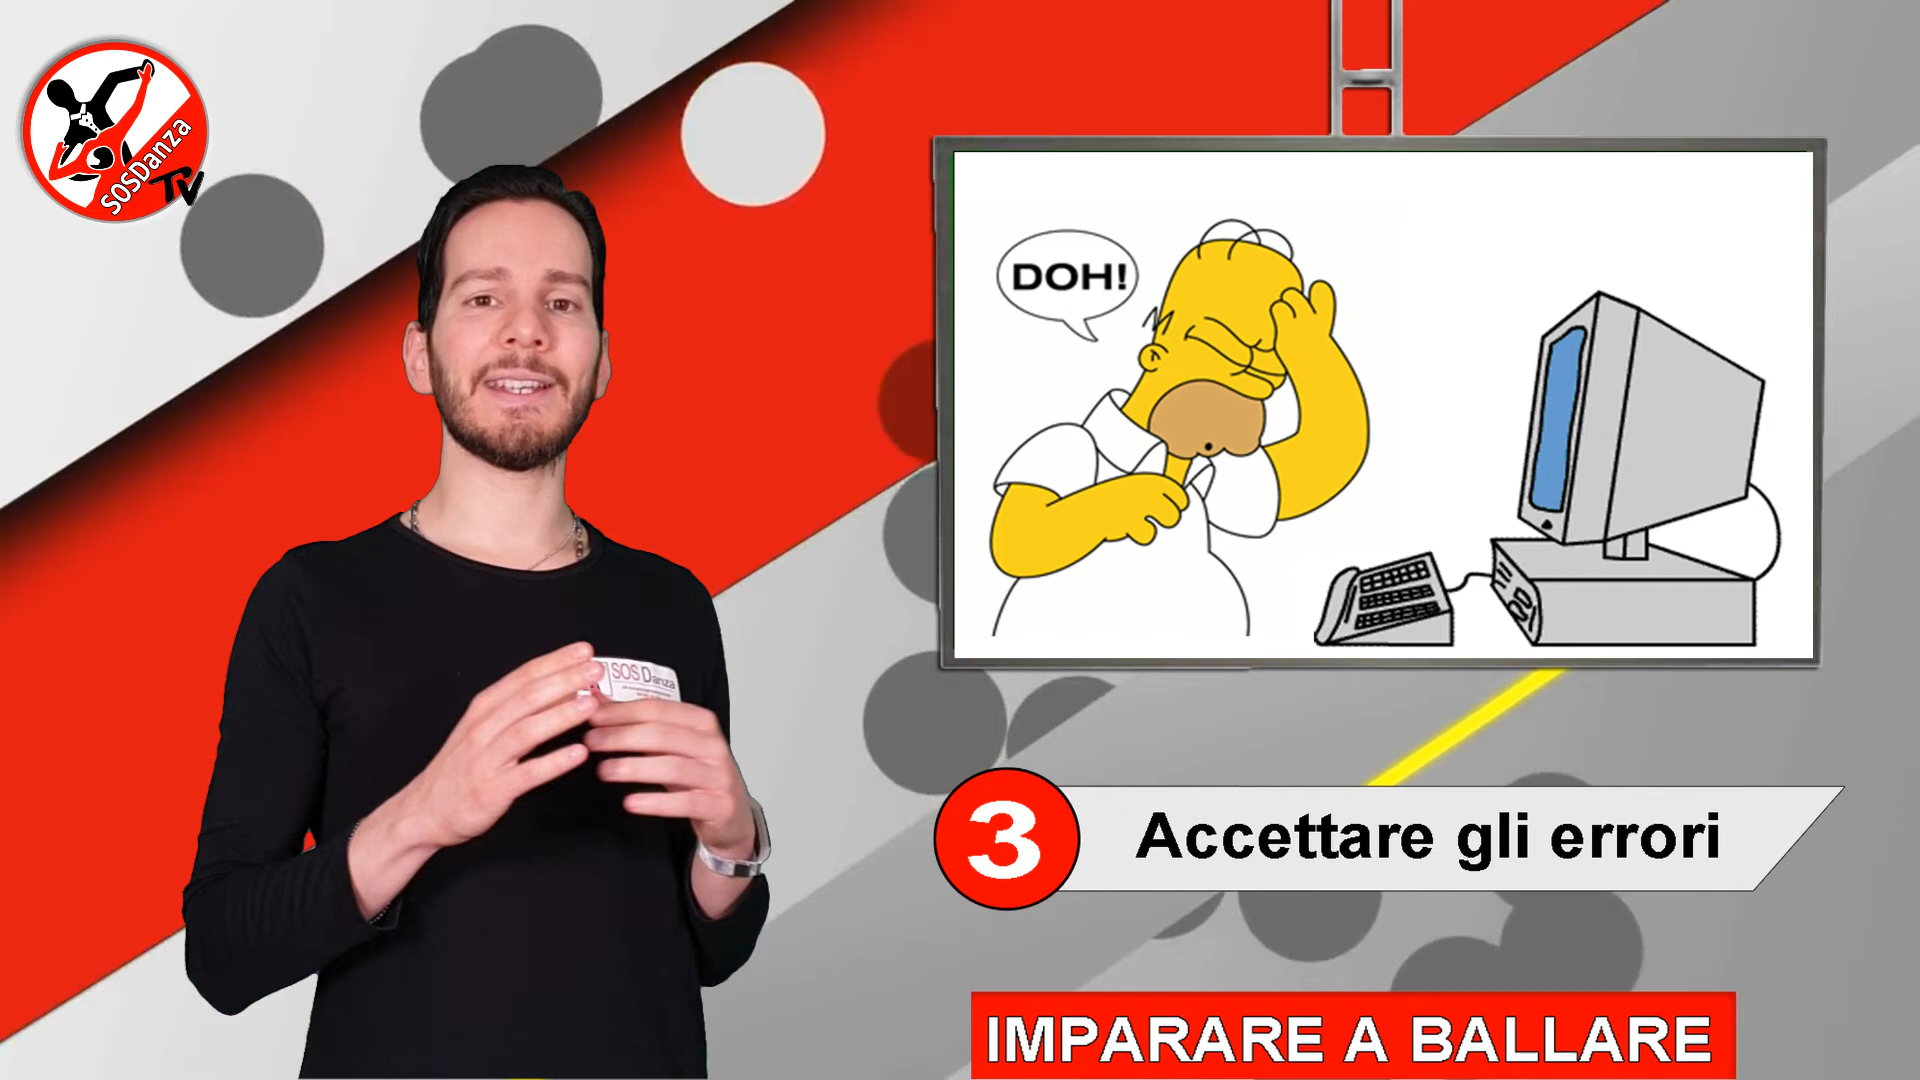 SOSDanza
TV
DOH!
SOS Danza
3 Accettare gli errori
IMPARARE A BALLARE